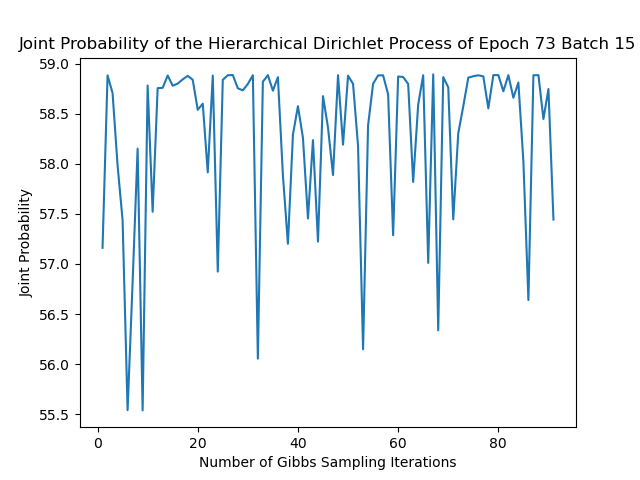 Joint Probability of the Hierarchical Dirichlet Process of Epoch 73 Batch 15
59.0
58.5
58.0
57.5
57.0
56.5
56.0
55.5
Joint Probability
0 20 40 60 80
Number of Gibbs Sampling Iterations